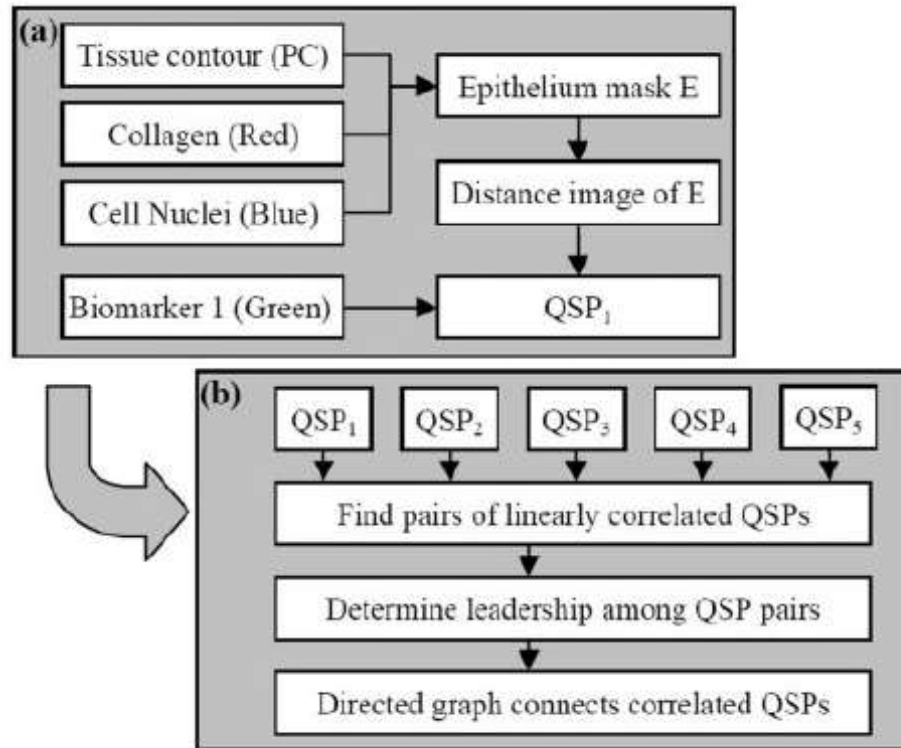 (a)
Tissue contour (PC)
Collagen (Red)
Cell Nuclei (Blue)
Biomarker 1 (Green)
Epithelium mask E
Distance image of E
QSP₁
(b)
QSP₁ QSP₂ QSP₃ QSP₄ QSP₅
Find pairs of linearly correlated QSPs
Determine leadership among QSP pairs
Directed graph connects correlated QSPs